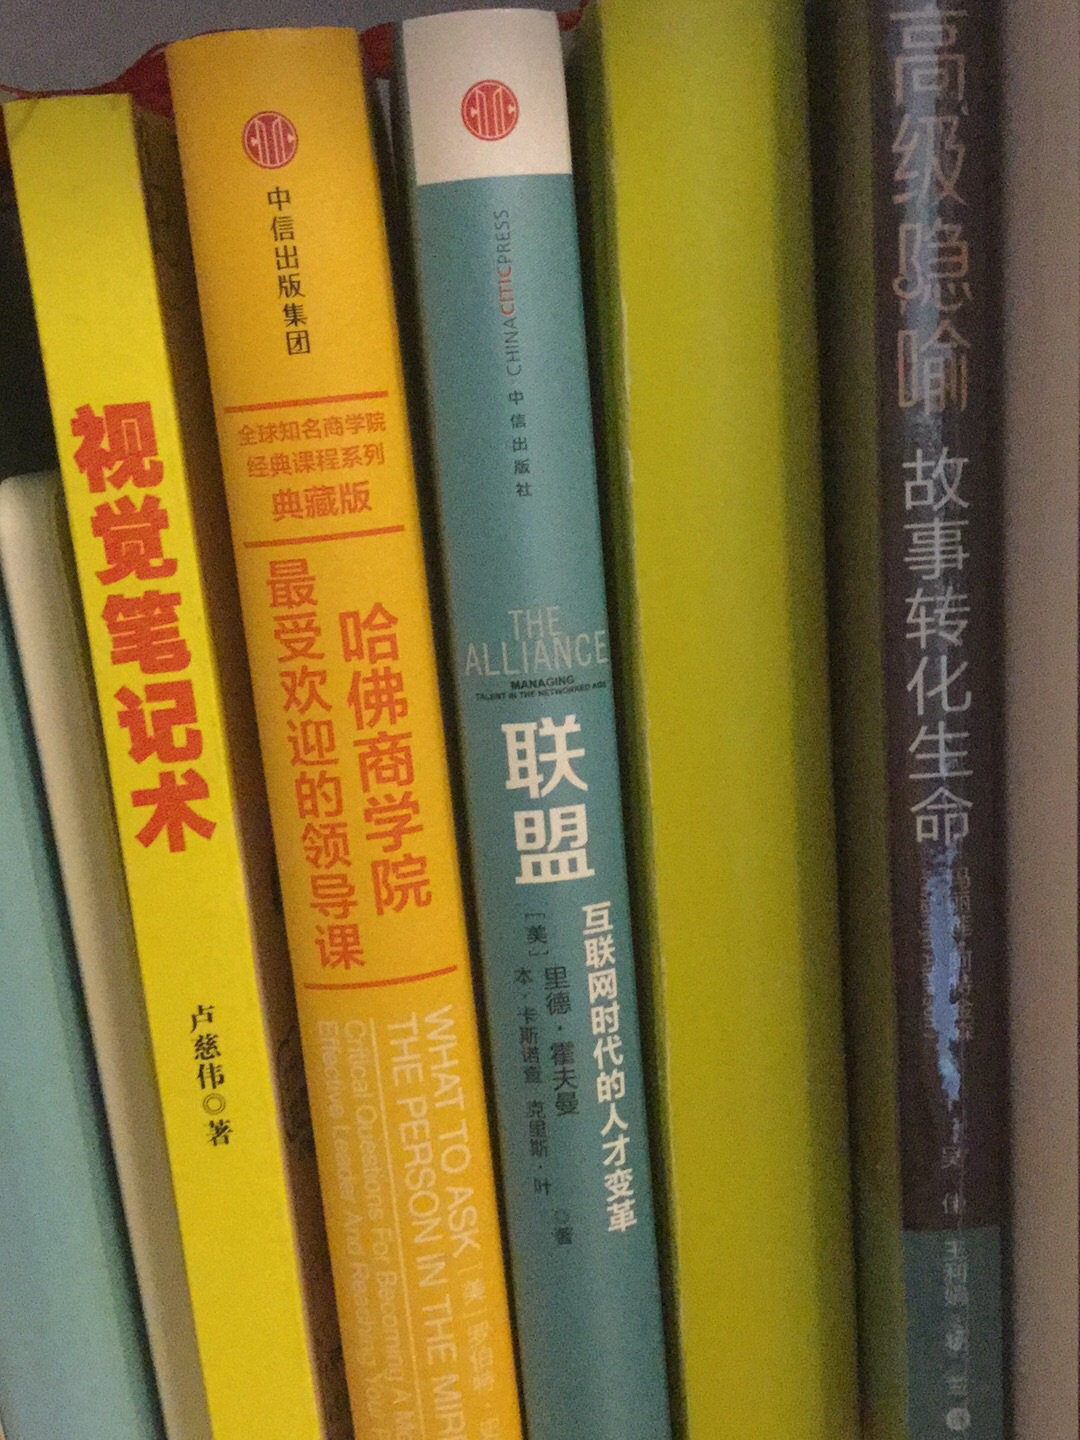 视觉笔记术
卢慈伟◎著
中信出版集团
全球知名商学院
经典课程系列
典藏版
哈佛商学院
最受欢迎的领导课
WHAT TO ASK
THE PERSON IN THE
Critical Questions For Becoming A
Effective Leader And Reaching
[美]罗伯特·
CHINACITICPRESS
中信出版社
THE
ALLIANCE
MANAGING
TALENT IN THE NETWORKED AGE
联盟
互联网时代的人才变革
[美]
里德·霍夫曼
本·卡斯诺查 克里斯·叶
◎著
高级隐喻
故事转化生命